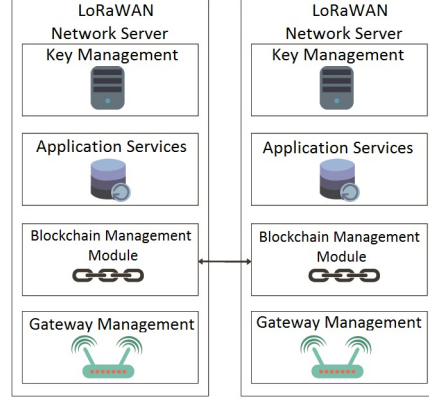 LoRaWAN
Network Server
Key Management
Application Services
Blockchain Management
Module
Gateway Management
LoRaWAN
Network Server
Key Management
Application Services
Blockchain Management
Module
Gateway Management